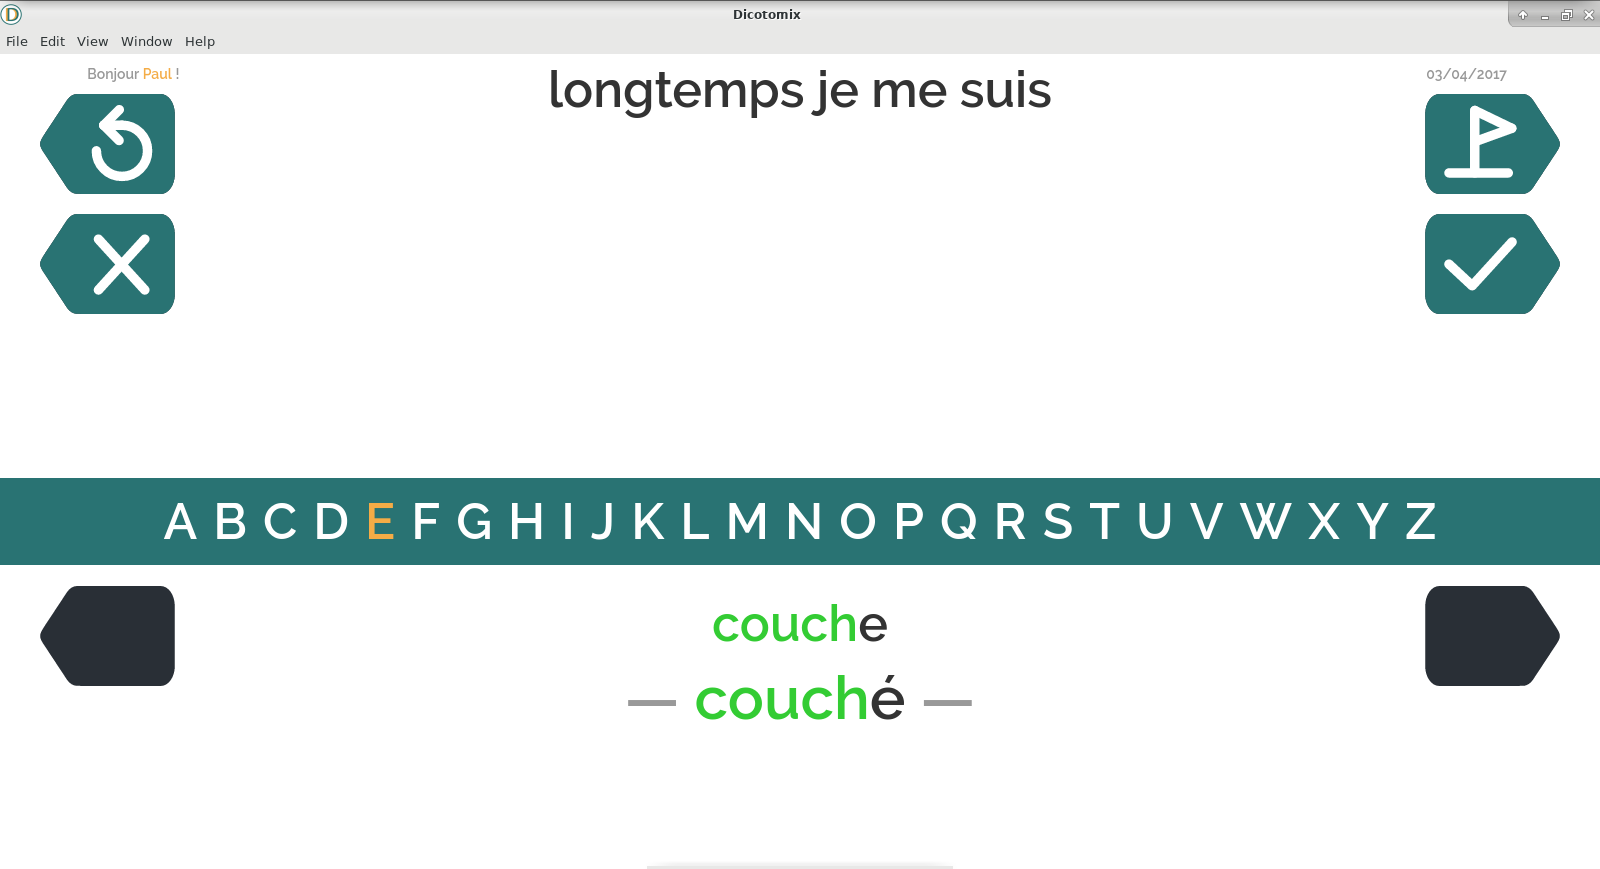 Dicotomix
File Edit View Window Help
Bonjour Paul !
longtemps je me suis
03/04/2017
A B C D E F G H I J K L M N O P Q R S T U V W X Y Z
couche
— couché —